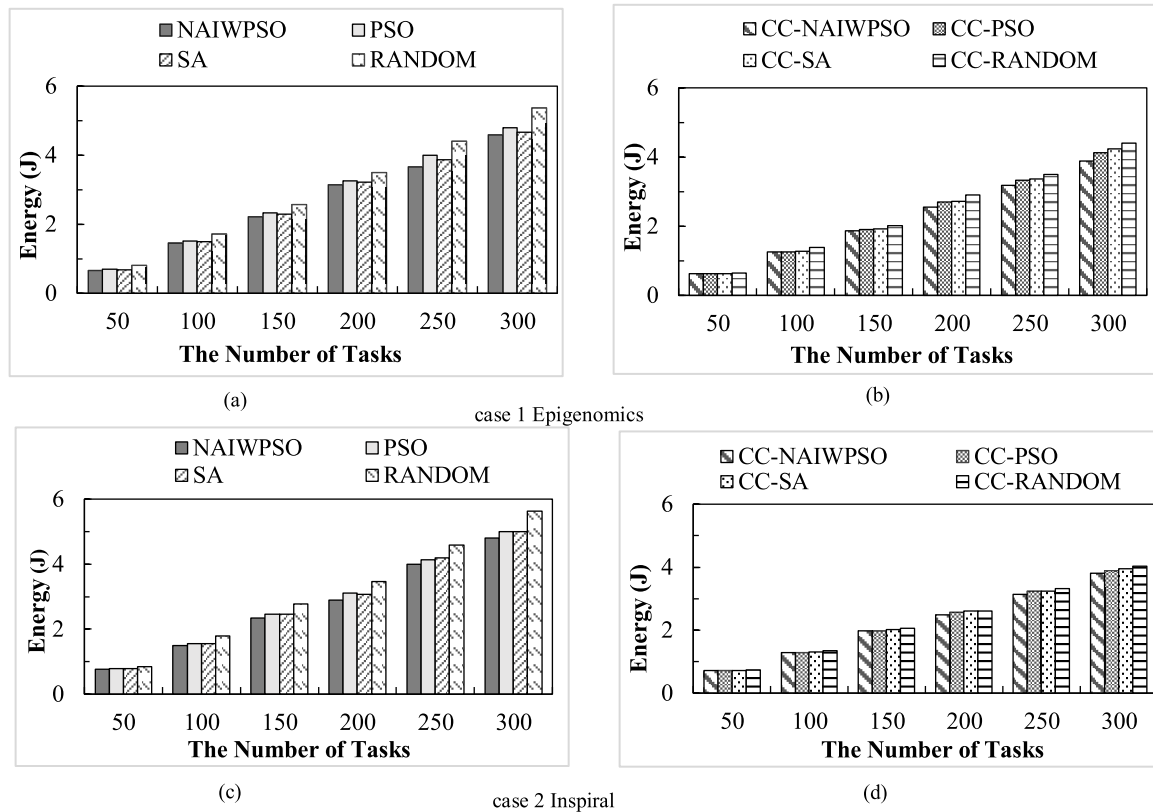 NAIWPSO PSO
SA RANDOM
6
4
2
0
Energy (J)
50 100 150 200 250 300
The Number of Tasks
(a)
CC-NAIWPSO CC-PSO
CC-SA CC-RANDOM
6
4
2
0
Energy (J)
50 100 150 200 250 300
The Number of Tasks
(b)
case 1 Epigenomics
NAIWPSO PSO
SA RANDOM
6
4
2
0
Energy (J)
50 100 150 200 250 300
The Number of Tasks
(c)
CC-NAIWPSO CC-PSO
CC-SA CC-RANDOM
6
4
2
0
Energy (J)
50 100 150 200 250 300
The Number of Tasks
(d)
case 2 Inspiral